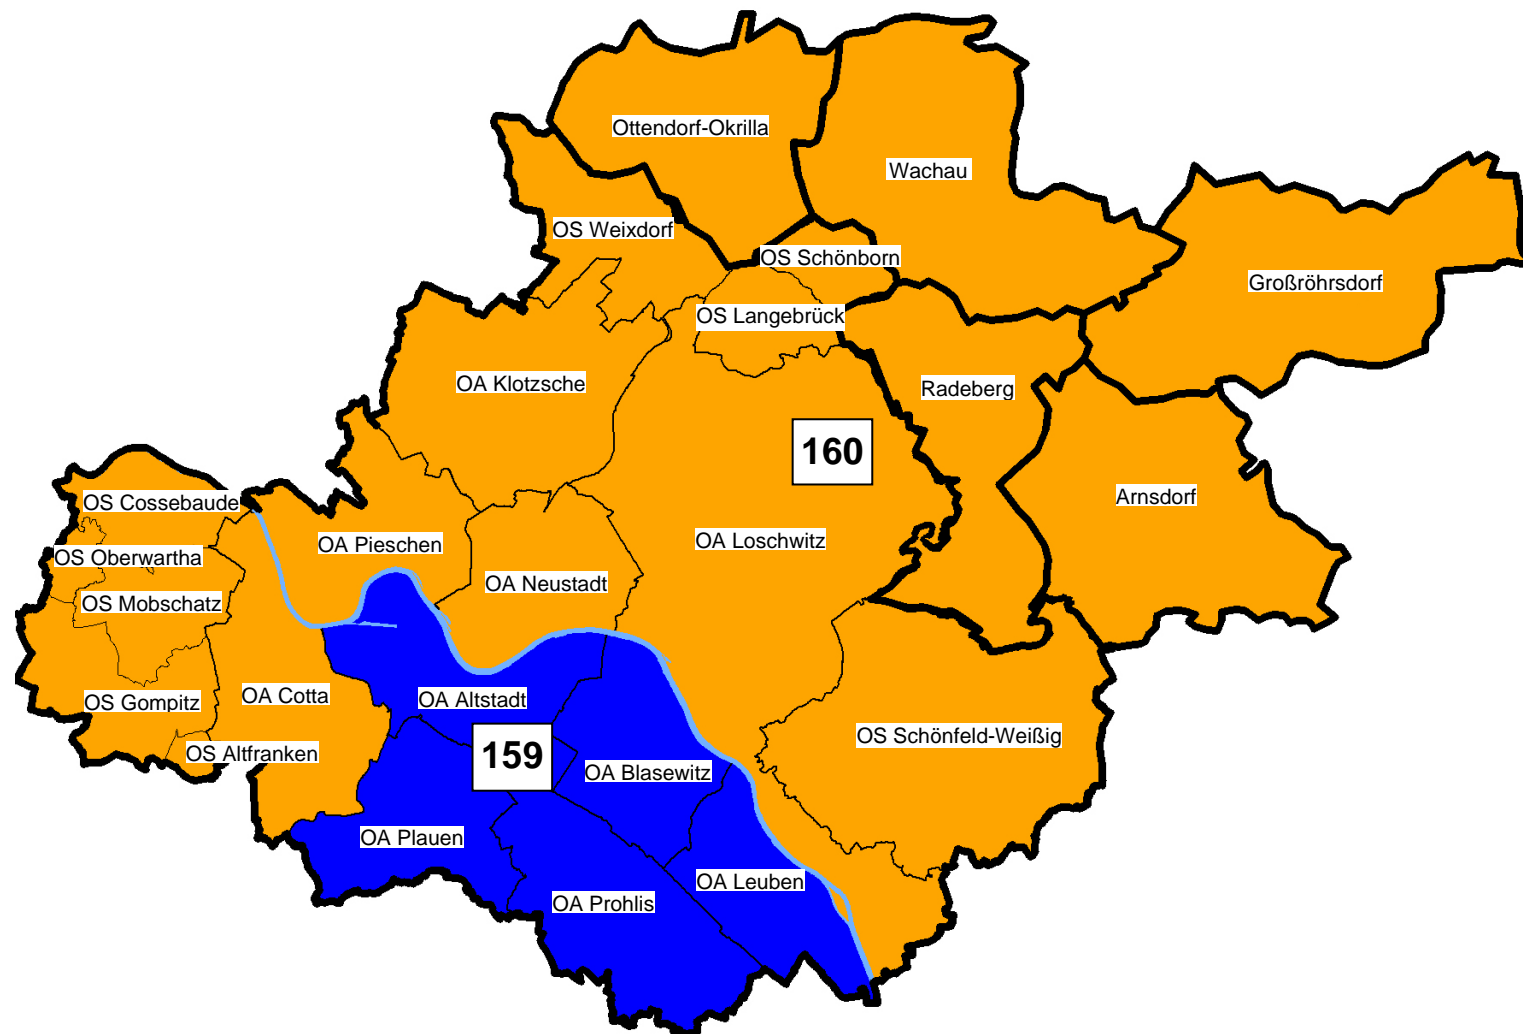 Ottendorf-Okrilla
Wachau
OS Weixdorf
OS Schönborn
Großröhrsdorf
OS Langebrück
OA Klotzsche
Radeberg
160
OS Cossebaude
Arnsdorf
OA Pieschen
OA Loschwitz
OS Oberwartha
OA Neustadt
OS Mobschatz
OS Gompitz
OA Cotta
OA Altstadt
OS Schönfeld-Weißig
OS Altfranken
159
OA Blasewitz
OA Plauen
OA Leuben
OA Prohlis